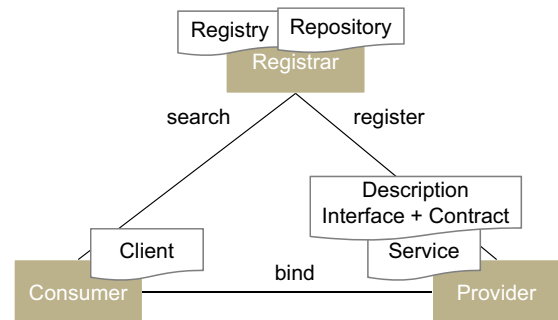 Registry
Repository
Registrar
search
register
Description
Interface + Contract
Client
Service
bind
Consumer
Provider